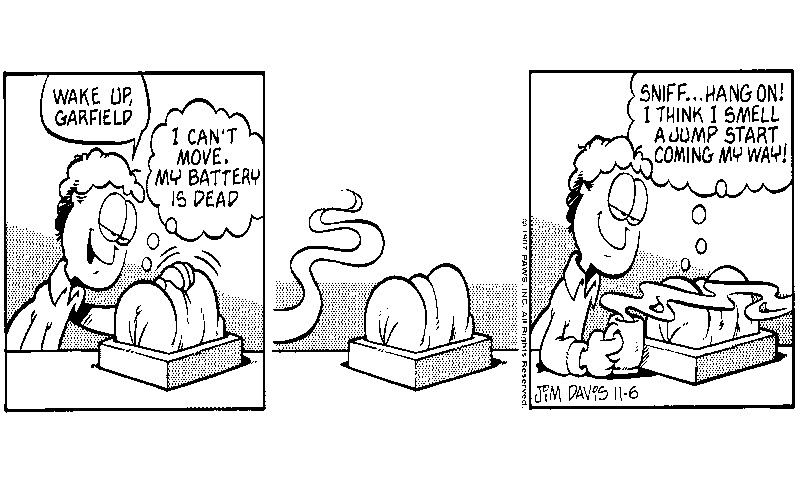 WAKE UP,
GARFIELD
I CAN'T
MOVE.
MY BATTERY
IS DEAD
SNIFF...HANG ON!
I THINK I SMELL
A JUMP START
COMING MY WAY!
© 1987 PAWS, INC. All Rights Reserved.
JIM DAVIS 11-6